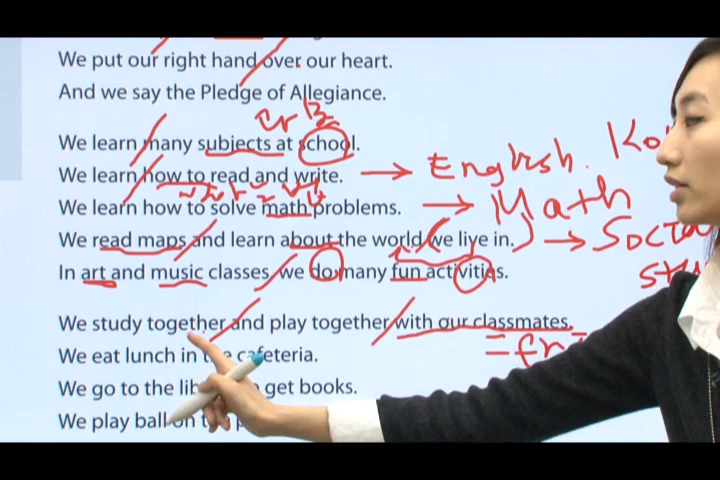 We put our right hand over our heart.
And we say the Pledge of Allegiance.
We learn many subjects at school.
We learn how to read and write. → English. Ko
We learn how to solve math problems. → Math
We read maps and learn about the world we live in. → Socia
In art and music classes, we do many fun activities. stu
We study together and play together with our classmates.
We eat lunch in the cafeteria. = fri
We go to the lib get books.
We play ball on